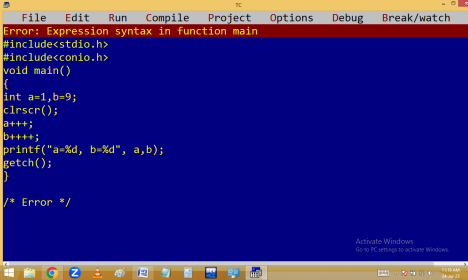 TC
File Edit Run Compile Project Options Debug Break/watch
Error: Expression syntax in function main
#include<stdio.h>
#include<conio.h>
void main()
{
int a=1,b=9;
clrscr();
a+++;
b++++;
printf("a=%d, b=%d", a,b);
getch();
}
/* Error */
Activate Windows
Go to PC settings to activate Windows.